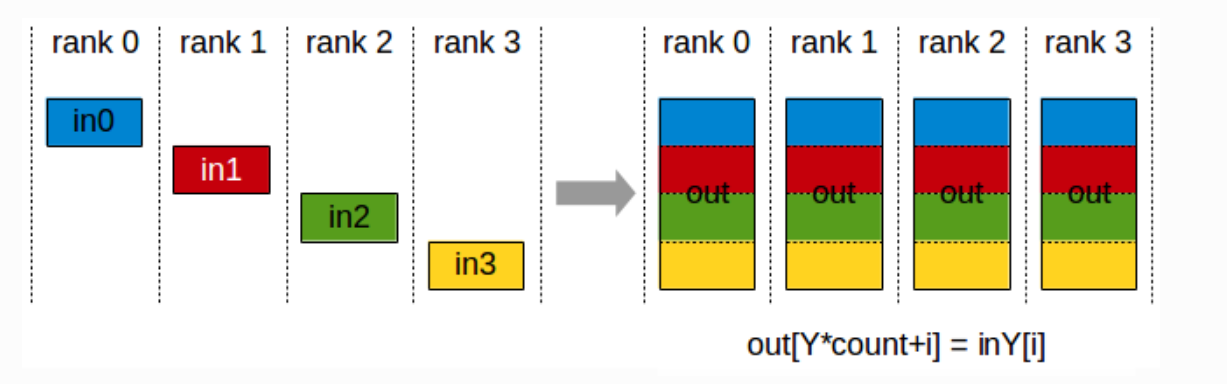 rank 0 rank 1 rank 2 rank 3 rank 0 rank 1 rank 2 rank 3
in0
in1
in2
in3
out out out out
out[Y*count+i] = inY[i]